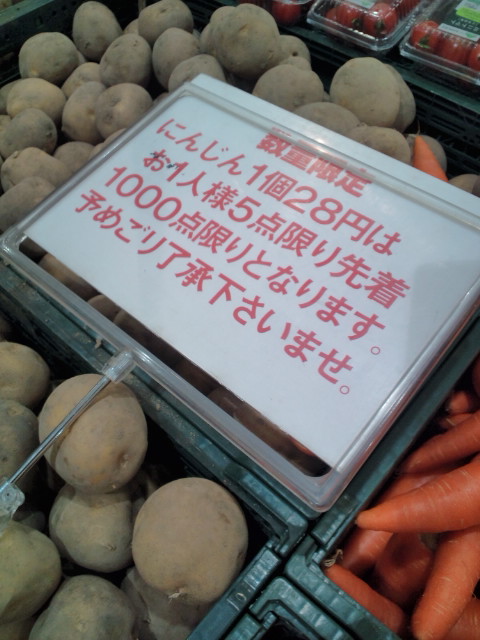 数量限定
にんじん1個28円は
お1人様5点限り先着
1000点限りとなります。
予めごリ了承下さいませ。